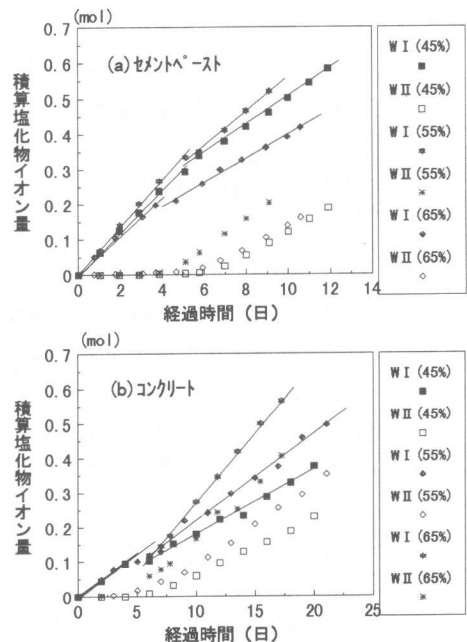 (mol)
0.7
0.6
0.5
0.4
0.3
0.2
0.1
0
積算塩化物イオン量
(a)セメントペースト
0 2 4 6 8 10 12 14
経過時間(日)
WⅠ(45%)
WⅡ(45%)
WⅠ(55%)
WⅡ(55%)
WⅠ(65%)
WⅡ(65%)
(mol)
0.7
0.6
0.5
0.4
0.3
0.2
0.1
0
積算塩化物イオン量
(b)コンクリート
0 5 10 15 20 25
経過時間(日)
WⅠ(45%)
WⅡ(45%)
WⅠ(55%)
WⅡ(55%)
WⅠ(65%)
WⅡ(65%)